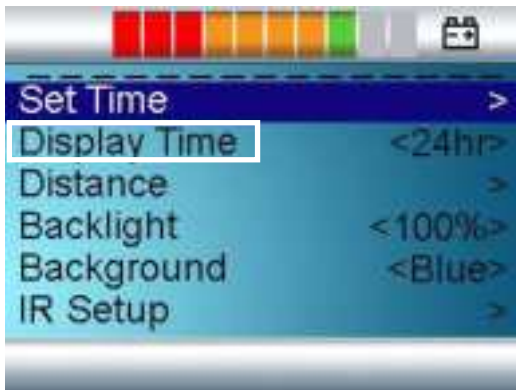 Set Time >
Display Time <24hr>
Distance >
Backlight <100%>
Background <Blue>
IR Setup >